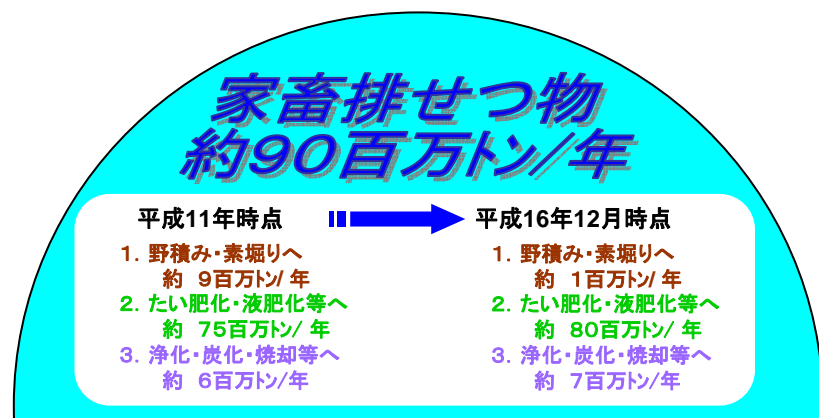 家畜排せつ物
約９０百万トン/年
平成11年時点
1. 野積み・素堀りへ
約 9百万トン/ 年
2. たい肥化・液肥化等へ
約 75百万トン/ 年
3. 浄化・炭化・焼却等へ
約 6百万トン/年
平成16年12月時点
1. 野積み・素堀りへ
約 1百万トン/ 年
2. たい肥化・液肥化等へ
約 80百万トン/ 年
3. 浄化・炭化・焼却等へ
約 7百万トン/年